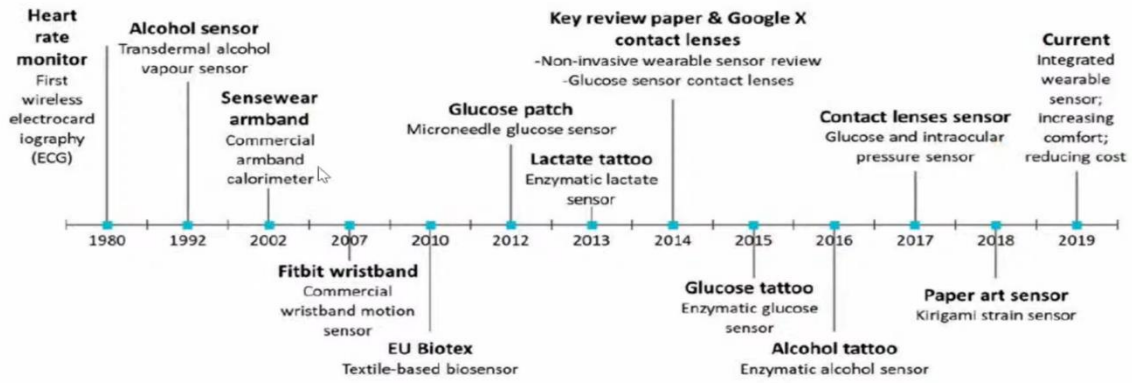 Heart
rate
monitor
First
wireless
electrocard
iography
(ECG)
Alcohol sensor
Transdermal alcohol
vapour sensor
Sensewear
armband
Commercial
armband
calorimeter
Glucose patch
Microneedle glucose sensor
Lactate tattoo
Enzymatic lactate
sensor
Key review paper & Google X
contact lenses
-Non-invasive wearable sensor review
-Glucose sensor contact lenses
Contact lenses sensor
Glucose and intraocular
pressure sensor
Current
Integrated
wearable
sensor;
increasing
comfort;
reducing cost
1980 1992 2002 2007 2010 2012 2013 2014 2015 2016 2017 2018 2019
Fitbit wristband
Commercial
wristband motion
sensor
EU Biotex
Textile-based biosensor
Glucose tattoo
Enzymatic glucose
sensor
Alcohol tattoo
Enzymatic alcohol sensor
Paper art sensor
Kirigami strain sensor